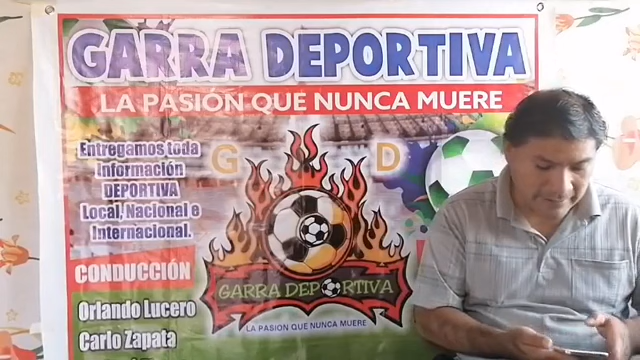 GARRA DEPORTIVA
LA PASIÓN QUE NUNCA MUERE
Entregamos toda
Información
DEPORTIVA
Local, Nacional e
Internacional.
G D
CONDUCCIÓN
Orlando Lucero
Carlo Zapata
GARRA DEPORTIVA
LA PASION QUE NUNCA MUERE